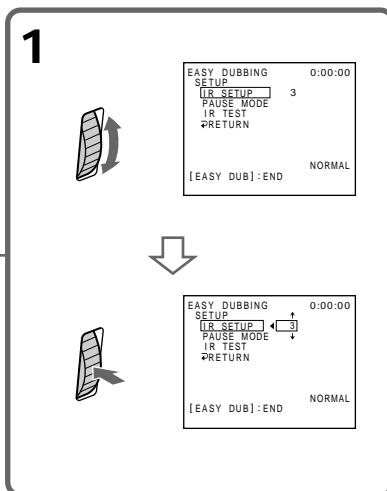 1
EASY DUBBING 0:00:00
SETUP
IR SETUP 3
PAUSE MODE
IR TEST
⊋RETURN
NORMAL
[EASY DUB]:END
EASY DUBBING 0:00:00
SETUP
IR SETUP 3
PAUSE MODE
IR TEST
⊋RETURN
NORMAL
[EASY DUB]:END